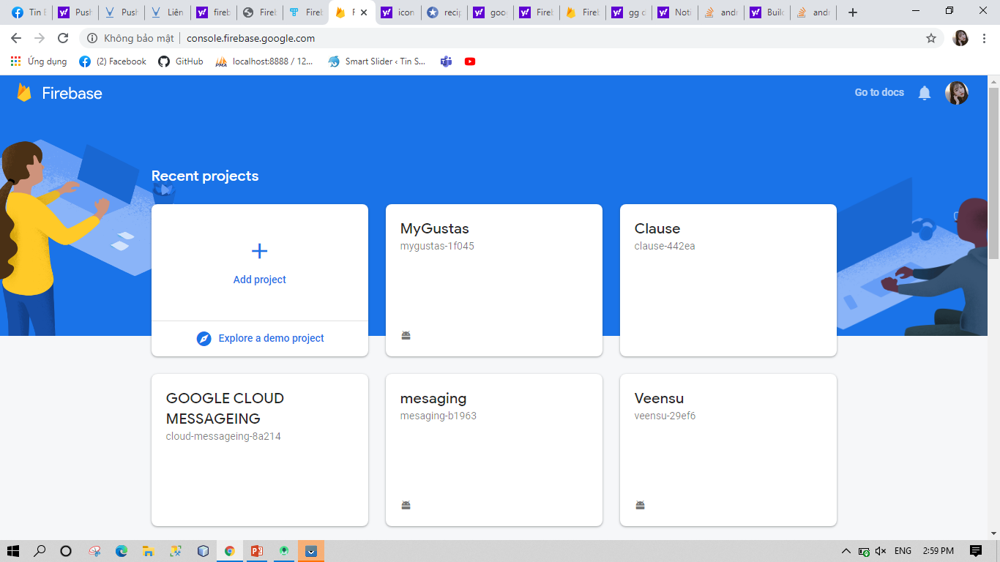 Tin E
Push
Push
Liên
fireb
Fireb
Fireb
F
icon
recip
goo
Fireb
Fireb
gg c
Noti
andr
Build
andr
Không bảo mật
console.firebase.google.com
Ứng dụng
(2) Facebook
GitHub
localhost:8888 / 12...
Smart Slider ‹ Tin S...
Firebase
Go to docs
Recent projects
Add project
Explore a demo project
MyGustas
mygustas-1f045
Clause
clause-442ea
GOOGLE CLOUD
MESSAGEING
cloud-messageing-8a214
mesaging
mesaging-b1963
Veensu
veensu-29ef6
ENG
2:59 PM